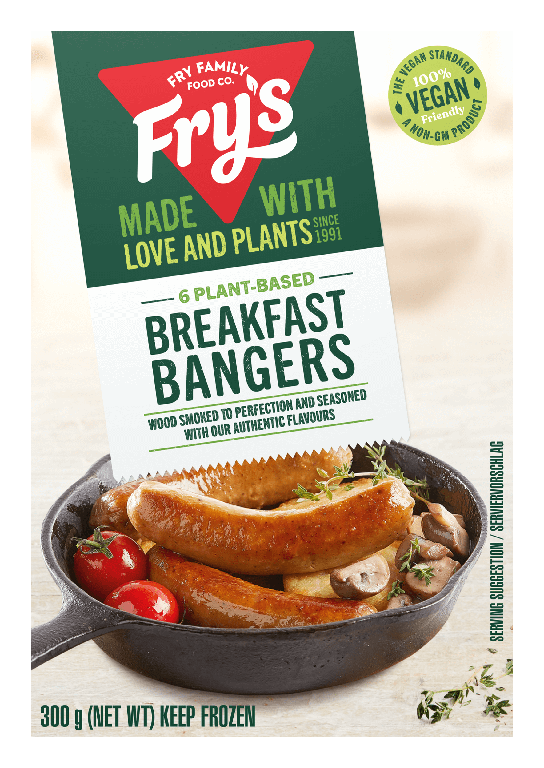 FRY FAMILY
FOOD CO.
Fry's
MADE WITH
LOVE AND PLANTS SINCE 1991
THE VEGAN STANDARD
100%
VEGAN
Friendly
A NON-GM PRODUCT
6 PLANT-BASED
BREAKFAST
BANGERS
WOOD SMOKED TO PERFECTION AND SEASONED
WITH OUR AUTHENTIC FLAVOURS
SERVING SUGGESTION / SERVIERVORSCHLAG
300 g (NET WT) KEEP FROZEN